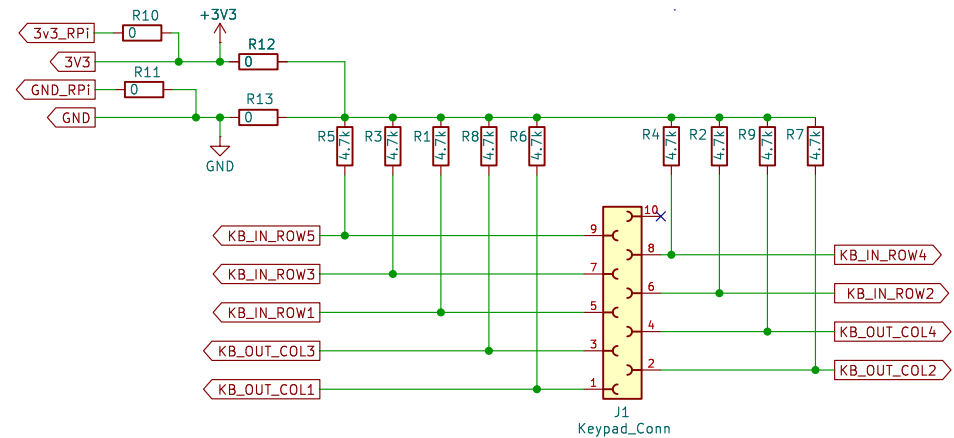 R10
+3V3
3v3_RPi
0
R12
3V3
0
R11
GND_RPi
0
R13
GND
0
GND
R5
4.7k
R3
4.7k
R1
4.7k
R8
4.7k
R6
4.7k
R4
4.7k
R2
4.7k
R9
4.7k
R7
4.7k
10
KB_IN_ROW5
9
8
KB_IN_ROW4
KB_IN_ROW3
7
6
KB_IN_ROW2
KB_IN_ROW1
5
4
KB_OUT_COL4
KB_OUT_COL3
3
2
KB_OUT_COL2
KB_OUT_COL1
1
J1
Keypad_Conn